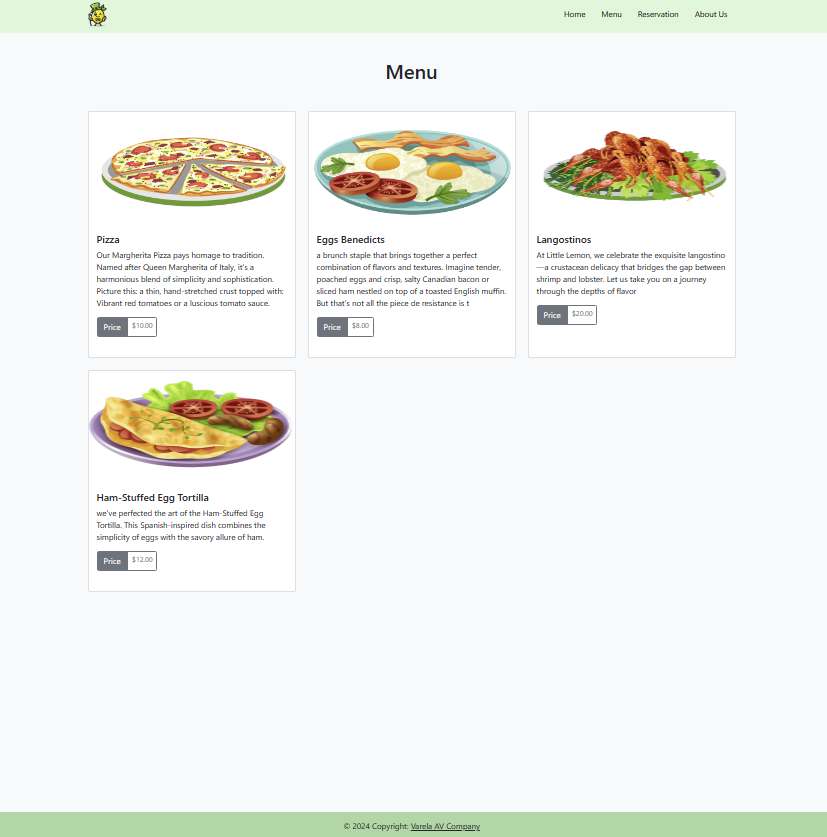 Home Menu Reservation About Us
Menu
Pizza
Our Margherita Pizza pays homage to tradition.
Named after Queen Margherita of Italy, it's a
harmonious blend of simplicity and sophistication.
Picture this: a thin, hand-stretched crust topped with:
Vibrant red tomatoes or a luscious tomato sauce.
Price $10.00
Eggs Benedicts
a brunch staple that brings together a perfect
combination of flavors and textures. Imagine tender,
poached eggs and crisp, salty Canadian bacon or
sliced ham nestled on top of a toasted English muffin.
But that's not all the piece de resistance is t
Price $8.00
Langostinos
At Little Lemon, we celebrate the exquisite langostino
—a crustacean delicacy that bridges the gap between
shrimp and lobster. Let us take you on a journey
through the depths of flavor
Price $20.00
Ham-Stuffed Egg Tortilla
we've perfected the art of the Ham-Stuffed Egg
Tortilla. This Spanish-inspired dish combines the
simplicity of eggs with the savory allure of ham.
Price $12.00
© 2024 Copyright: Varela AV Company